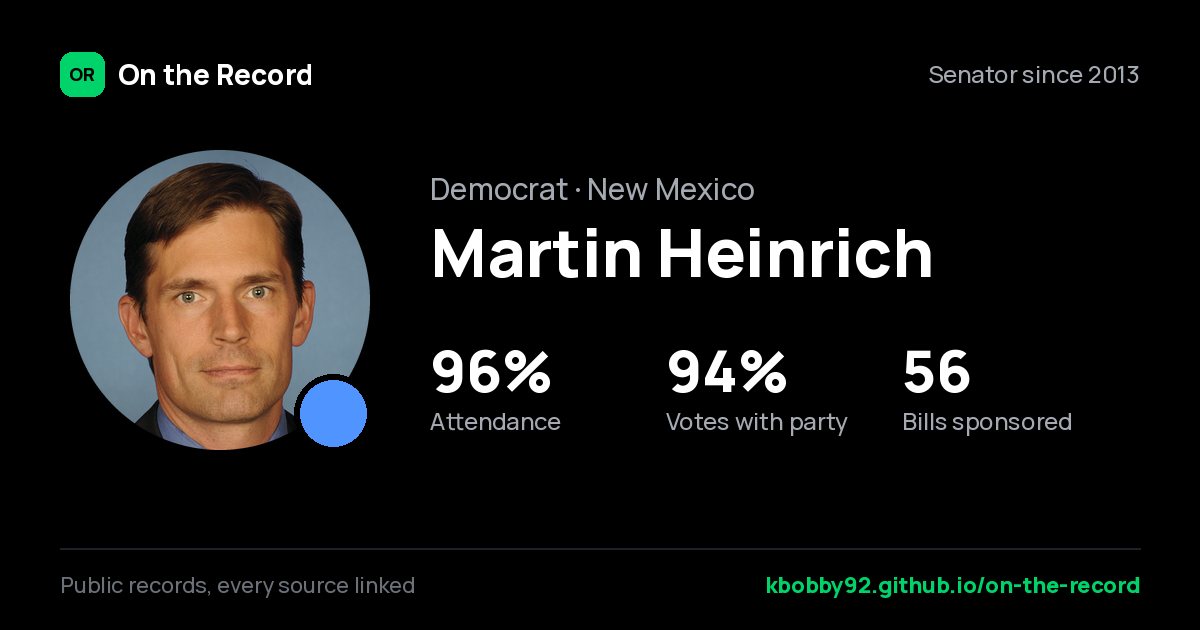 OR On the Record
Senator since 2013
Democrat · New Mexico
Martin Heinrich
96% 94% 56
Attendance Votes with party Bills sponsored
Public records, every source linked
kbobby92.github.io/on-the-record